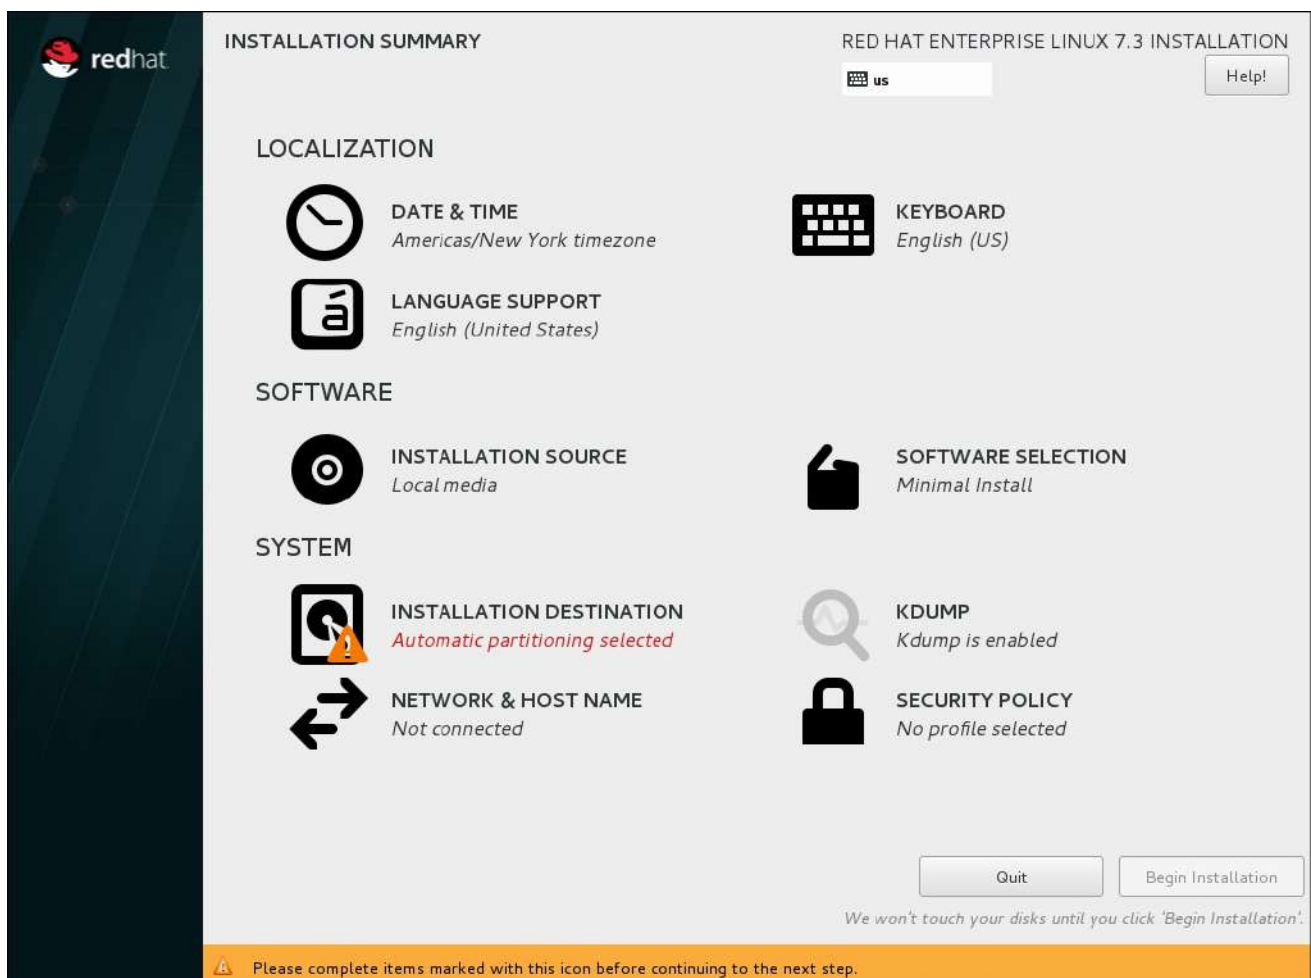 redhat.
INSTALLATION SUMMARY
RED HAT ENTERPRISE LINUX 7.3 INSTALLATION
us
Help!
LOCALIZATION
DATE & TIME
Americas/New York timezone
KEYBOARD
English (US)
LANGUAGE SUPPORT
English (United States)
SOFTWARE
INSTALLATION SOURCE
Local media
SOFTWARE SELECTION
Minimal Install
SYSTEM
INSTALLATION DESTINATION
Automatic partitioning selected
KDUMP
Kdump is enabled
NETWORK & HOST NAME
Not connected
SECURITY POLICY
No profile selected
Quit
Begin Installation
We won't touch your disks until you click 'Begin Installation'.
Please complete items marked with this icon before continuing to the next step.